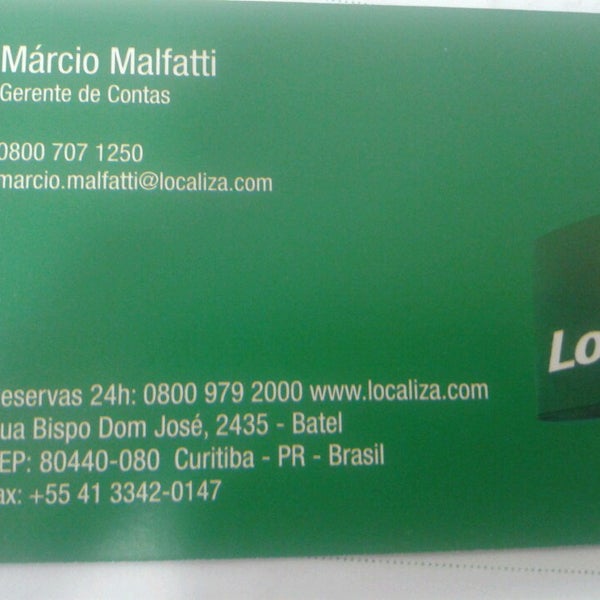 Márcio Malfatti
Gerente de Contas
0800 707 1250
marcio.malfatti@localiza.com
Lo
eservas 24h: 0800 979 2000 www.localiza.com
ua Bispo Dom José, 2435 - Batel
EP: 80440-080 Curitiba - PR - Brasil
ax: +55 41 3342-0147